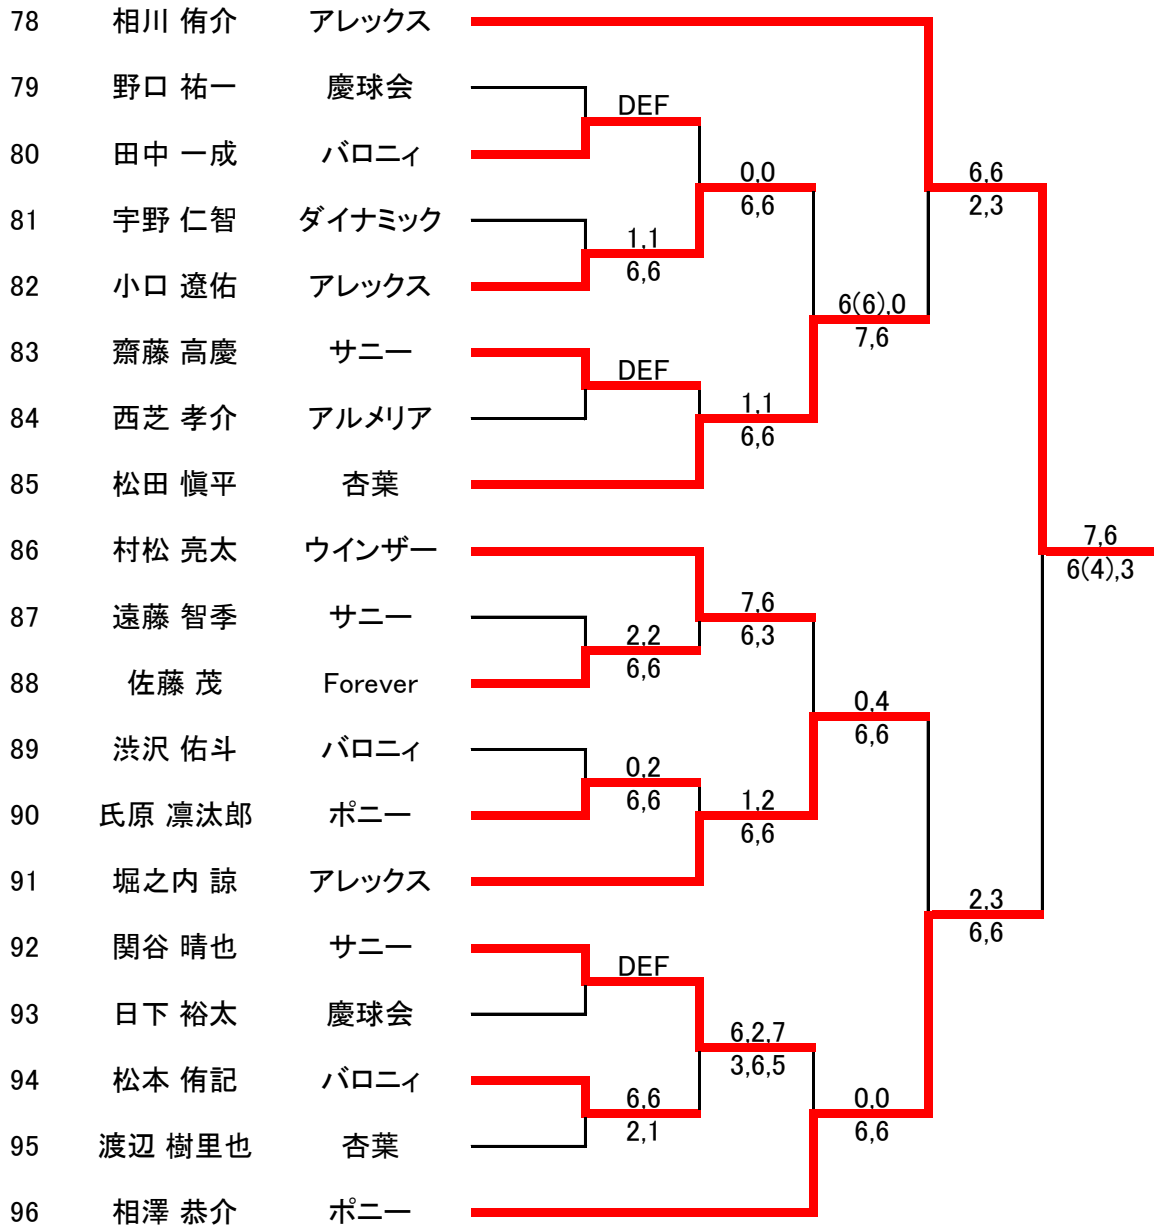 78 相川 侑介 アレックス
79 野口 祐一 慶球会
DEF
80 田中 一成 バロニィ
0,0 6,6
6,6 2,3
81 宇野 仁智 ダイナミック
1,1
6,6
82 小口 遼佑 アレックス
6(6),0
7,6
83 齋藤 高慶 サニー
DEF
84 西芝 孝介 アルメリア
1,1
6,6
85 松田 愼平 杏葉
86 村松 亮太 ウインザー
7,6
6(4),3
87 遠藤 智季 サニー
7,6
6,3
2,2
6,6
88 佐藤 茂 Forever
0,4
6,6
89 渋沢 佑斗 バロニィ
0,2
6,6
90 氏原 凛汰郎 ポニー
1,2
6,6
91 堀之内 諒 アレックス
2,3
6,6
92 関谷 晴也 サニー
DEF
93 日下 裕太 慶球会
6,2,7
3,6,5
94 松本 侑記 バロニィ
6,6
2,1
0,0
6,6
95 渡辺 樹里也 杏葉
96 相澤 恭介 ポニー